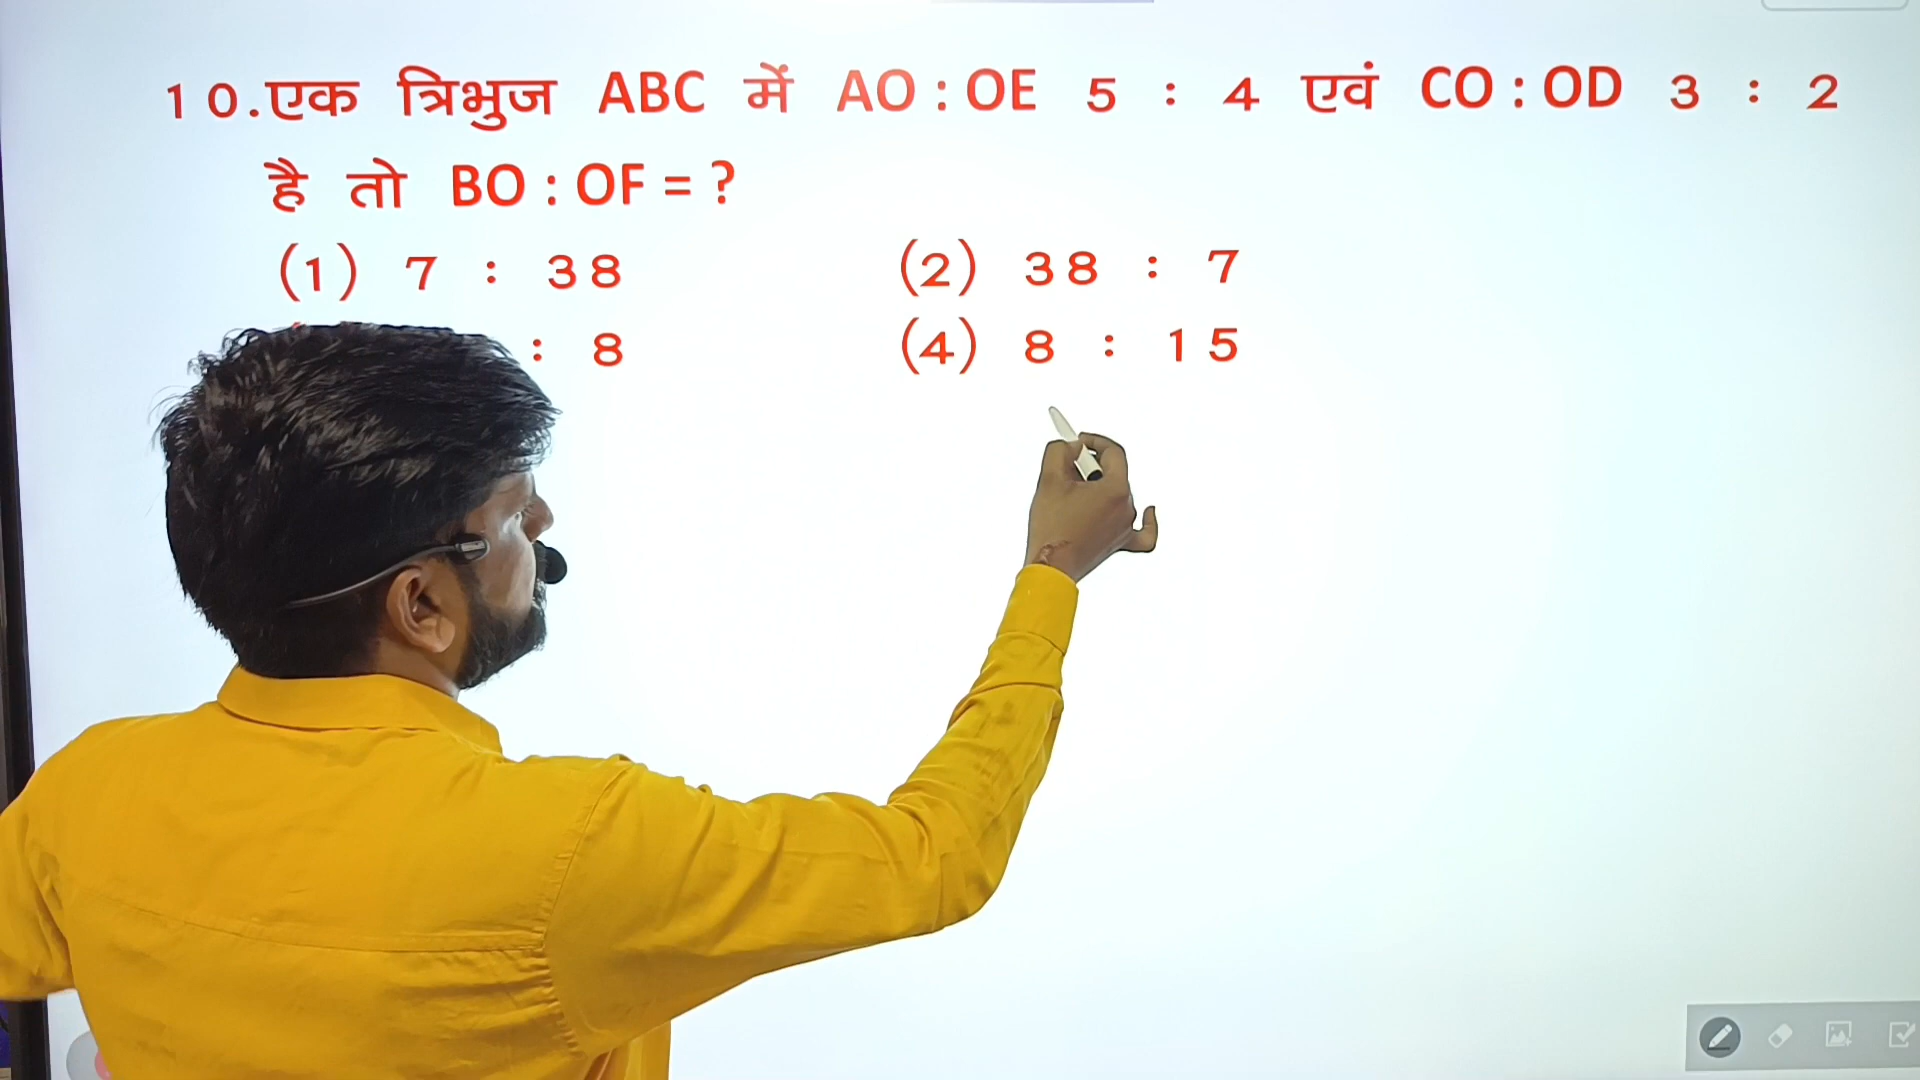 10.एक त्रिभुज ABC में AO : OE 5 : 4 एवं CO : OD 3 : 2
है तो BO : OF = ?
(1) 7 : 38 (2) 38 : 7
: 8 (4) 8 : 15